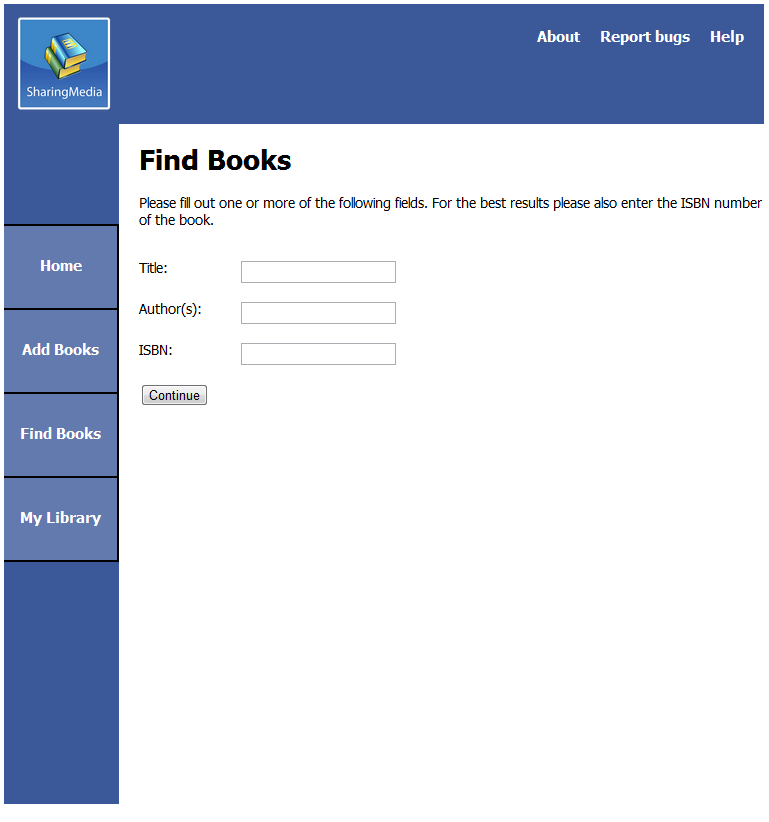 SharingMedia
About Report bugs Help
Find Books
Please fill out one or more of the following fields. For the best results please also enter the ISBN number
of the book.
Title:
Author(s):
ISBN:
Continue
Home
Add Books
Find Books
My Library